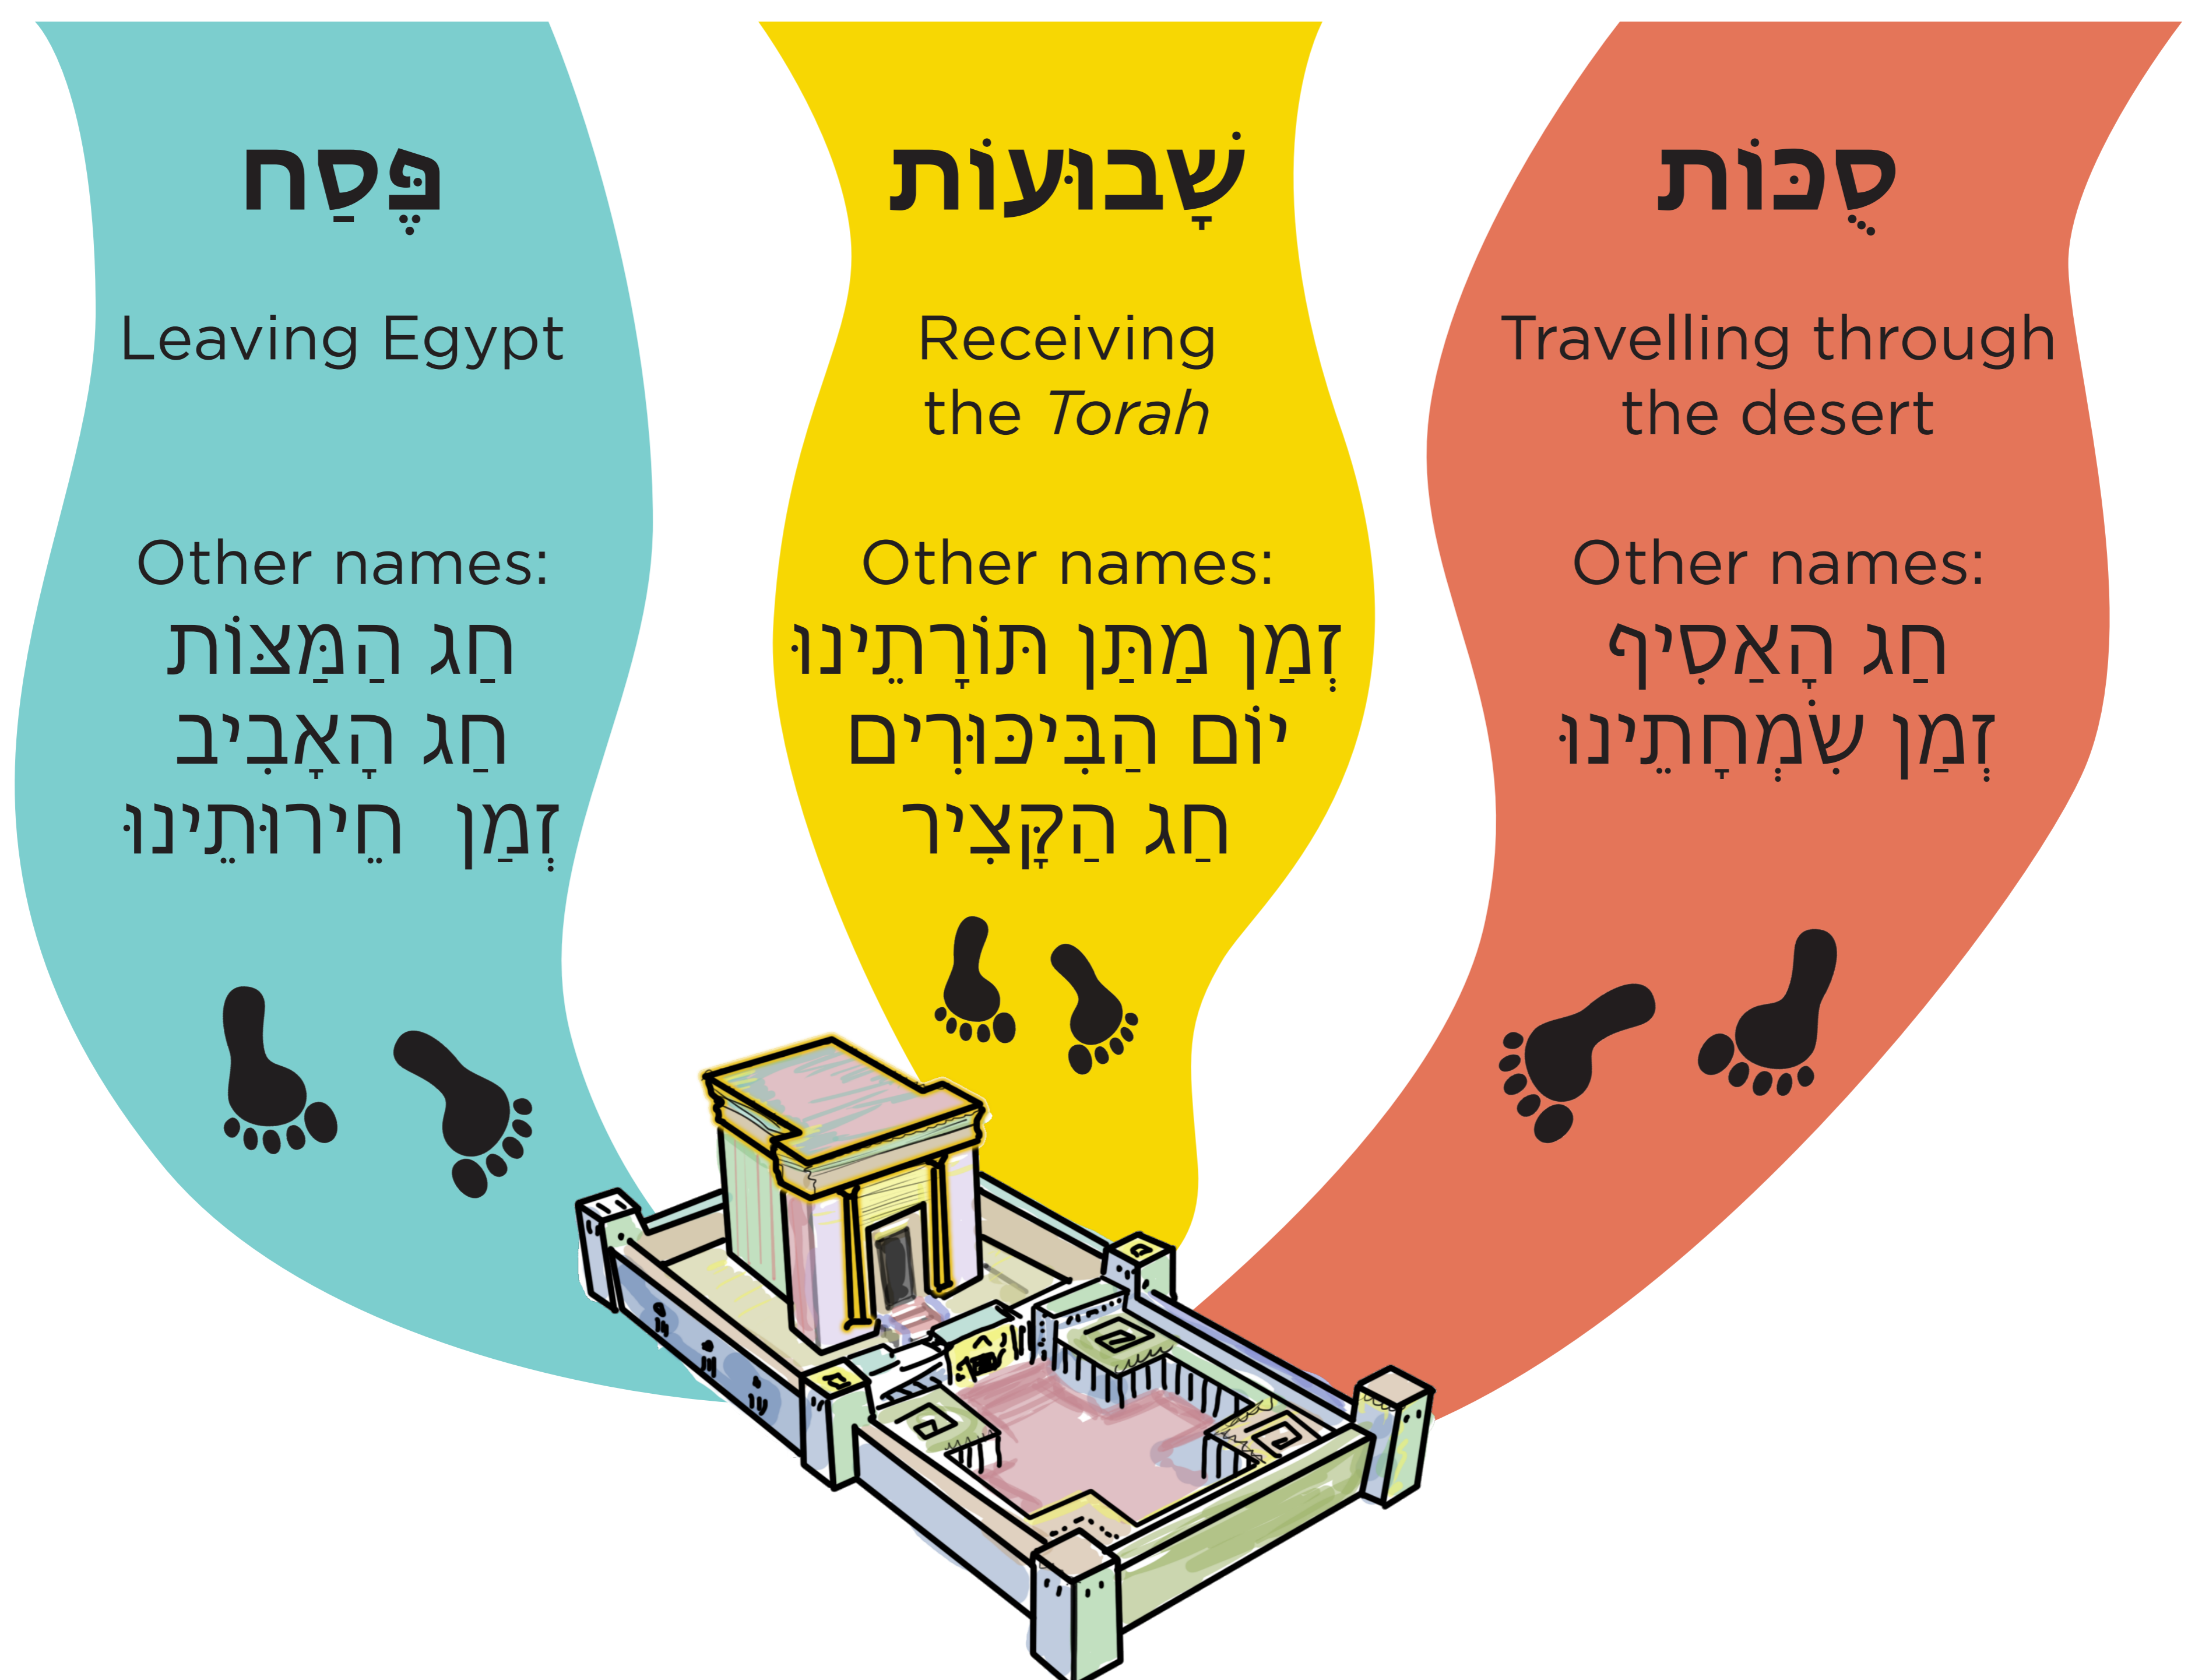 פֶּסַח
Leaving Egypt
Other names:
חַג הַמַּצּוֹת
חַג הָאָבִיב
זְמַן חֵירוּתֵינוּ
שָׁבוּעוֹת
Receiving
the Torah
Other names:
זְמַן מַתַּן תּוֹרָתֵינוּ
יוֹם הַבִּיכּוּרִים
חַג הַקָּצִיר
סֻכּוֹת
Travelling through
the desert
Other names:
חַג הָאַסִיף
זְמַן שִׂמְחָתֵינוּ